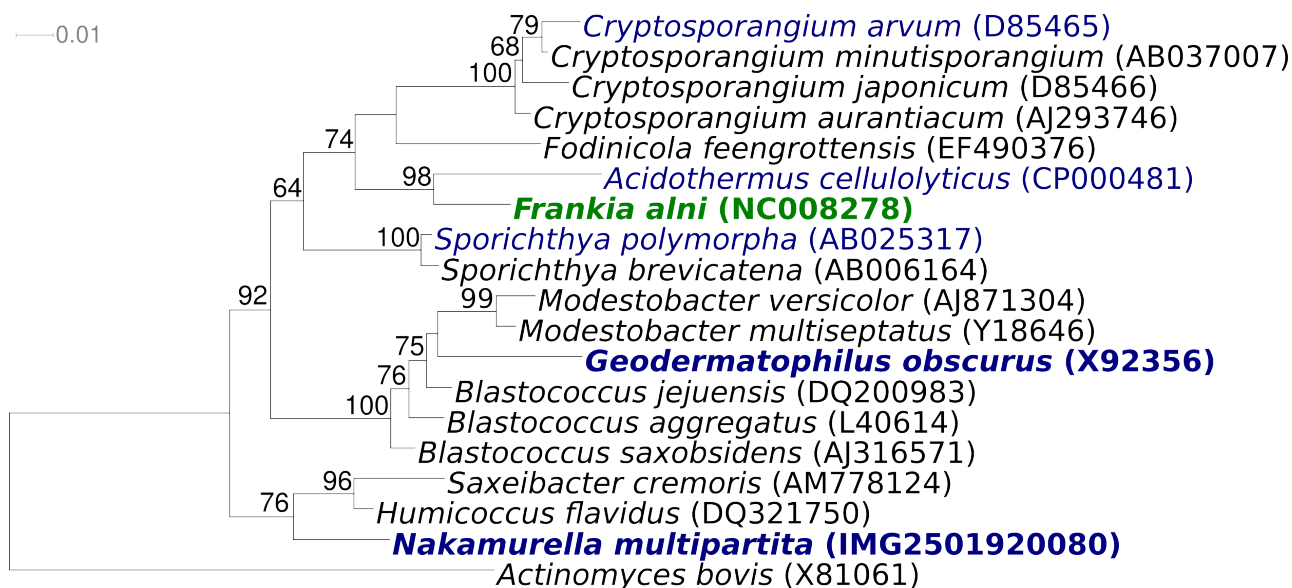 0.01
79
Cryptosporangium arvum (D85465)
68
Cryptosporangium minutisporangium (AB037007)
100
Cryptosporangium japonicum (D85466)
Cryptosporangium aurantiacum (AJ293746)
74
Fodinicola feengrottensis (EF490376)
98
Acidothermus cellulolyticus (CP000481)
64
Frankia alni (NC008278)
100
Sporichthya polymorpha (AB025317)
Sporichthya brevicatena (AB006164)
92
99
Modestobacter versicolor (AJ871304)
Modestobacter multiseptatus (Y18646)
75
Geodermatophilus obscurus (X92356)
76
Blastococcus jejuensis (DQ200983)
100
Blastococcus aggregatus (L40614)
Blastococcus saxobsidens (AJ316571)
96
Saxeibacter cremoris (AM778124)
76
Humicoccus flavidus (DQ321750)
Nakamurella multipartita (IMG2501920080)
Actinomyces bovis (X81061)